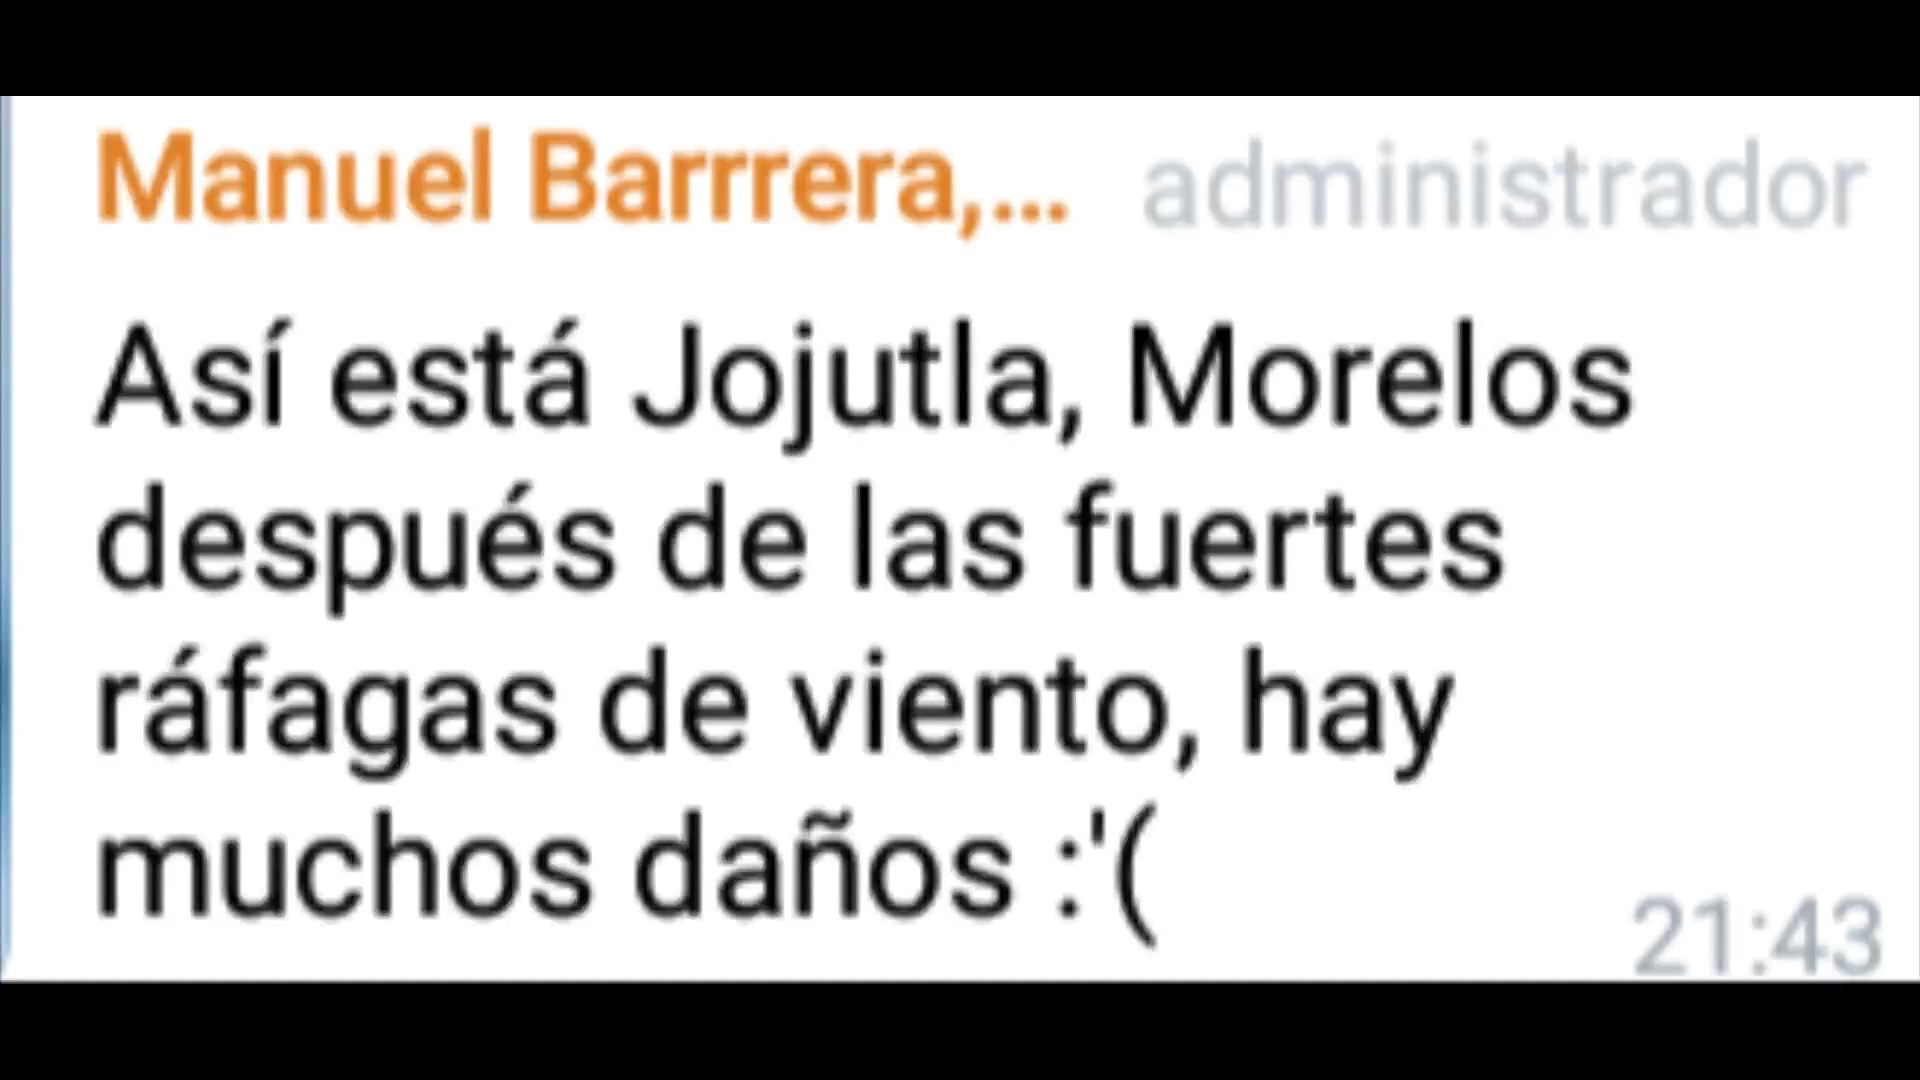 Manuel Barrrera,... administrador
Así está Jojutla, Morelos
después de las fuertes
ráfagas de viento, hay
muchos daños :'(
21:43